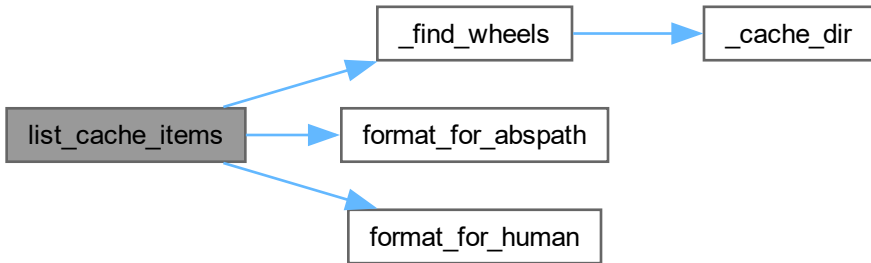 _find_wheels
_cache_dir
list_cache_items
format_for_abspath
format_for_human